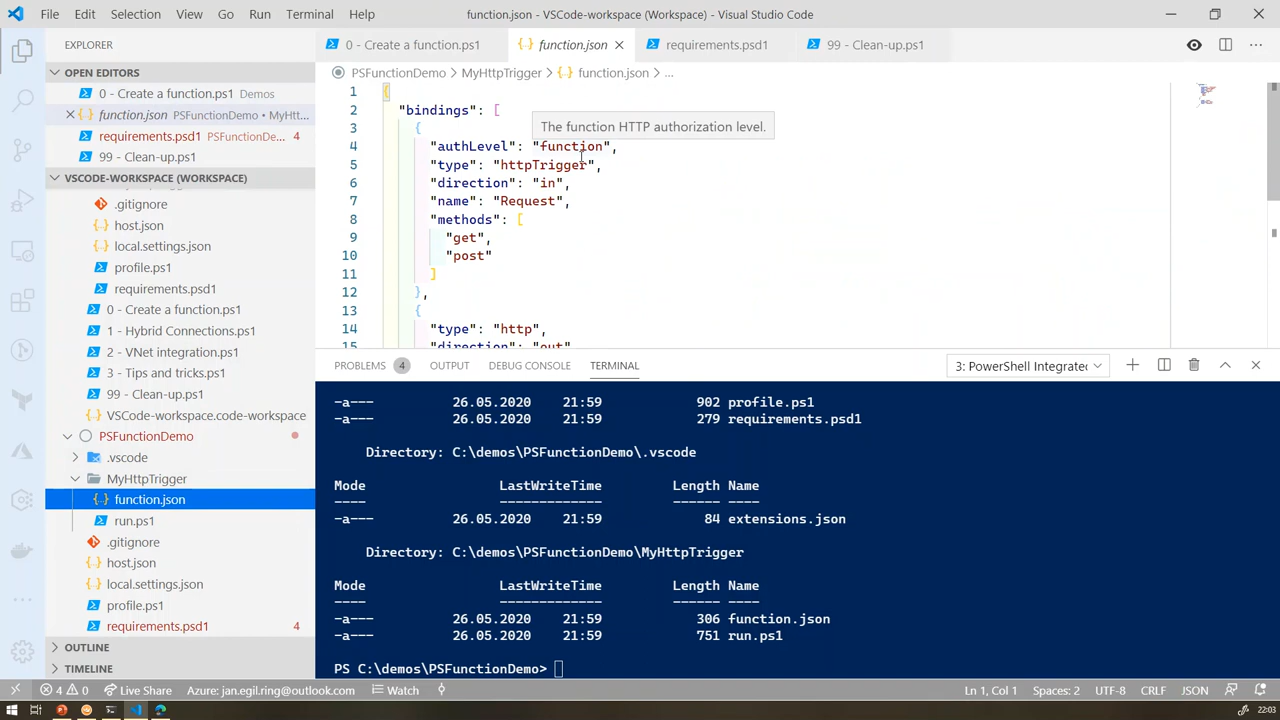 File Edit Selection View Go Run Terminal Help
function.json - VSCode-workspace (Workspace) - Visual Studio Code
EXPLORER
OPEN EDITORS
0 - Create a function.ps1 Demos
function.json PSFunctionDemo • MyHtt...
requirements.psd1 PSFunctionDe... 4
99 - Clean-up.ps1
VSCODE-WORKSPACE (WORKSPACE)
.gitignore
host.json
local.settings.json
profile.ps1
requirements.psd1
0 - Create a function.ps1
1 - Hybrid Connections.ps1
2 - VNet integration.ps1
3 - Tips and tricks.ps1
99 - Clean-up.ps1
VSCode-workspace.code-workspace
PSFunctionDemo
.vscode
MyHttpTrigger
function.json
run.ps1
.gitignore
host.json
local.settings.json
profile.ps1
requirements.psd1 4
OUTLINE
TIMELINE
0 - Create a function.ps1
function.json
requirements.psd1
99 - Clean-up.ps1
PSFunctionDemo > MyHttpTrigger > function.json > ...
1 {
2 "bindings": [
3 {
The function HTTP authorization level.
4 "authLevel": "function",
5 "type": "httpTrigger",
6 "direction": "in",
7 "name": "Request",
8 "methods": [
9 "get",
10 "post"
11 ]
12 },
13 {
14 "type": "http",
15 "direction": "out"
PROBLEMS 4 OUTPUT DEBUG CONSOLE TERMINAL
3: PowerShell Integrated
-a--- 26.05.2020 21:59 902 profile.ps1
-a--- 26.05.2020 21:59 279 requirements.psd1
Directory: C:\demos\PSFunctionDemo\.vscode
Mode LastWriteTime Length Name
---- ------------- ------ ----
-a--- 26.05.2020 21:59 84 extensions.json
Directory: C:\demos\PSFunctionDemo\MyHttpTrigger
Mode LastWriteTime Length Name
---- ------------- ------ ----
-a--- 26.05.2020 21:59 306 function.json
-a--- 26.05.2020 21:59 751 run.ps1
PS C:\demos\PSFunctionDemo>
4 0 Live Share Azure: jan.egil.ring@outlook.com Watch
Ln 1, Col 1 Spaces: 2 UTF-8 CRLF JSON
22:03